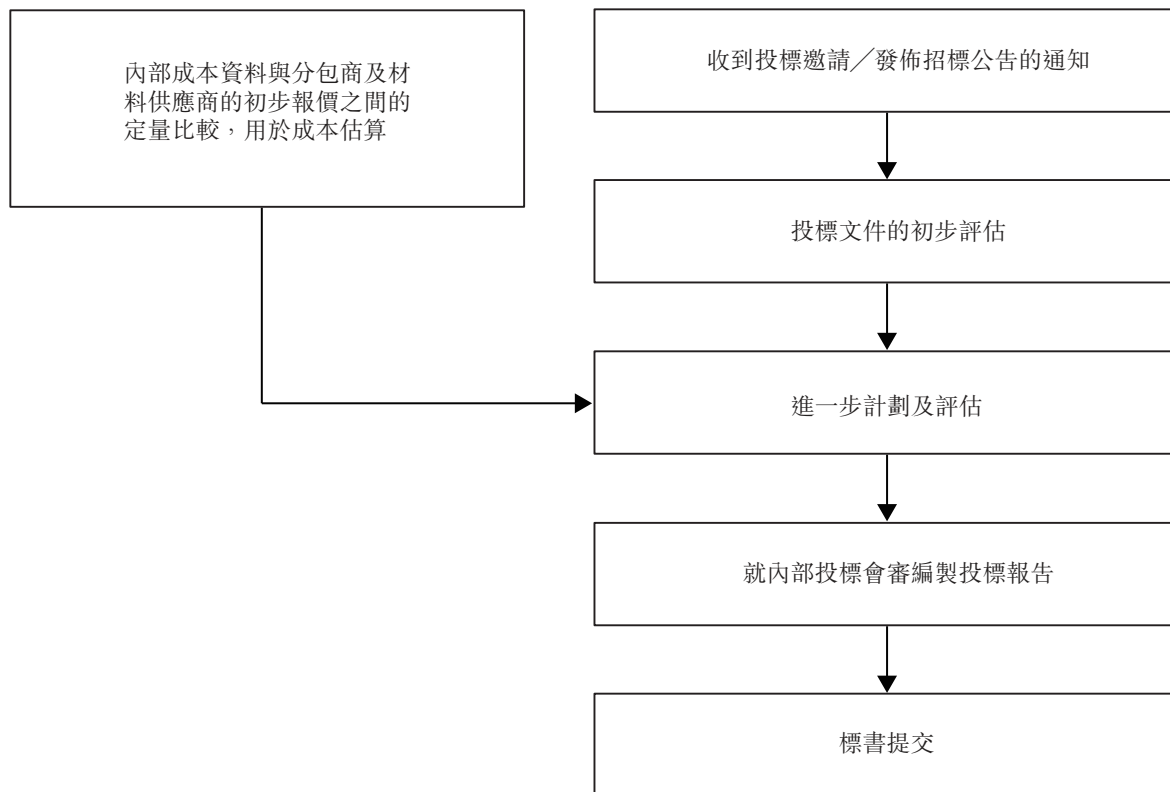 內部成本資料與分包商及材
料供應商的初步報價之間的
定量比較，用於成本估算
收到投標邀請╱發佈招標公告的通知
投標文件的初步評估
進一步計劃及評估
就內部投標會審編製投標報告
標書提交